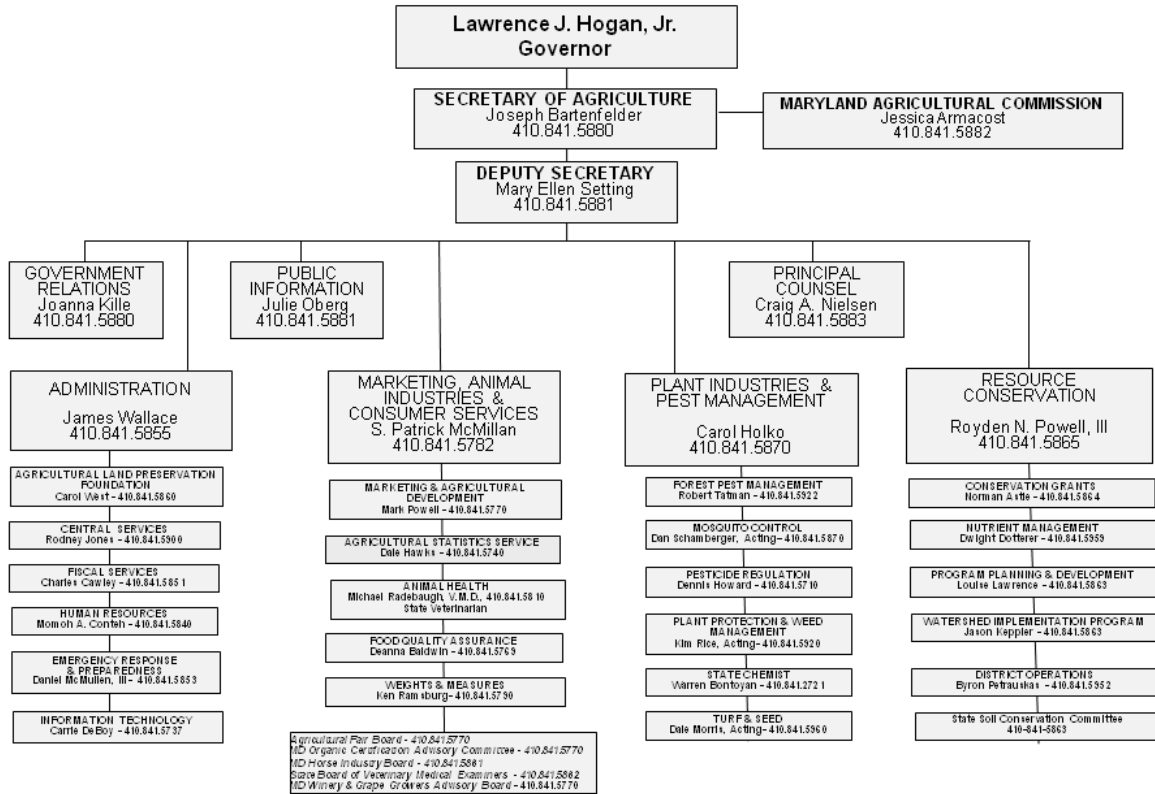 Lawrence J. Hogan, Jr.
Governor
SECRETARY OF AGRICULTURE
Joseph Bartenfelder
410.841.5880
MARYLAND AGRICULTURAL COMMISSION
Jessica Armacost
410.841.5882
DEPUTY SECRETARY
Mary Ellen Setting
410.841.5881
GOVERNMENT
RELATIONS
Joanna Kille
410.841.5880
PUBLIC
INFORMATION
Julie Oberg
410.841.5881
PRINCIPAL
COUNSEL
Craig A. Nielsen
410.841.5883
ADMINISTRATION
James Wallace
410.841.5855
AGRICULTURAL LAND PRESERVATION
FOUNDATION
Carol West - 410.841.5860
CENTRAL SERVICES
Rodney Jones - 410.841.5900
FISCAL SERVICES
Charles Cawley - 410.841.5851
HUMAN RESOURCES
Momoh A. Conteh - 410.841.5840
EMERGENCY RESPONSE
& PREPAREDNESS
Daniel McMullen, III - 410.841.5853
INFORMATION TECHNOLOGY
Carrie DeBoy - 410.841.5737
MARKETING, ANIMAL
INDUSTRIES &
CONSUMER SERVICES
S. Patrick McMillan
410.841.5782
MARKETING & AGRICULTURAL
DEVELOPMENT
Mark Powell - 410.841.5770
AGRICULTURAL STATISTICS SERVICE
Dale Hawks - 410.841.5740
ANIMAL HEALTH
Michael Radebaugh, V.M.D., 410.841.5810
State Veterinarian
FOOD QUALITY ASSURANCE
Deanna Baldwin - 410.841.5769
WEIGHTS & MEASURES
Ken Ramsburg- 410.841.5790
Agricultural Fair Board - 410.841.5770
MD Organic Certification Advisory Committee - 410.841.5770
MD Horse Industry Board - 410.841.5861
State Board of Veterinary Medical Examiners - 410.841.5862
MD Winery & Grape Growers Advisory Board - 410.841.5770
PLANT INDUSTRIES &
PEST MANAGEMENT
Carol Holko
410.841.5870
FOREST PEST MANAGEMENT
Robert Tatman - 410.841.5922
MOSQUITO CONTROL
Dan Schamberger, Acting- 410.841.5870
PESTICIDE REGULATION
Dennis Howard - 410.841.5710
PLANT PROTECTION & WEED
MANAGEMENT
Kim Rice, Acting- 410.841.5920
STATE CHEMIST
Warren Bontoyan - 410.841.2721
TURF & SEED
Dale Morris, Acting- 410.841.5960
RESOURCE
CONSERVATION
Royden N. Powell, III
410.841.5865
CONSERVATION GRANTS
Norman Astle - 410.841.5864
NUTRIENT MANAGEMENT
Dwight Dotterer - 410.841.5959
PROGRAM PLANNING & DEVELOPMENT
Louise Lawrence - 410.841.5863
WATERSHED IMPLEMENTATION PROGRAM
Jason Keppler - 410.841.5863
DISTRICT OPERATIONS
Byron Petrauskas - 410.841.5952
State Soil Conservation Committee
410-841-5863